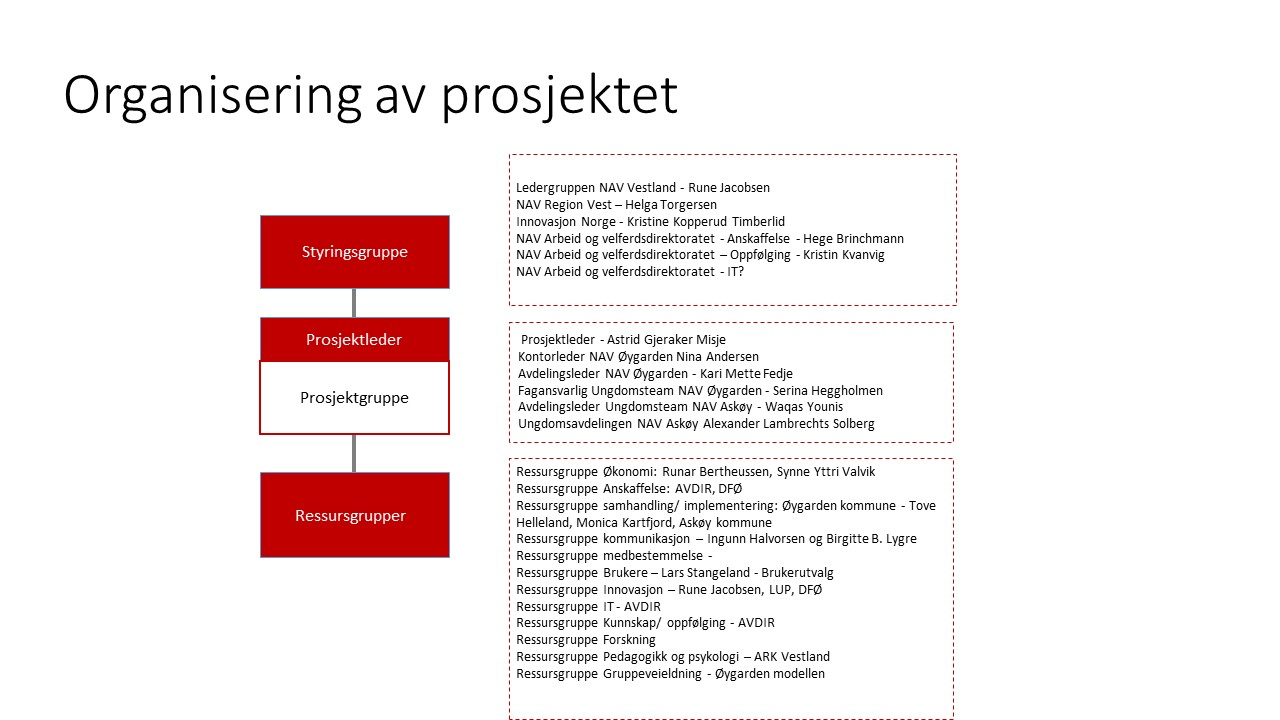 Organisering av prosjektet
Styringsgruppe
Ledergruppen NAV Vestland - Rune Jacobsen
NAV Region Vest – Helga Torgersen
Innovasjon Norge - Kristine Kopperud Timberlid
NAV Arbeid og velferdsdirektoratet - Anskaffelse - Hege Brinchmann
NAV Arbeid og velferdsdirektoratet – Oppfølging - Kristin Kvanvig
NAV Arbeid og velferdsdirektoratet - IT?
Prosjektleder
Prosjektgruppe
Prosjektleder - Astrid Gjeraker Misje
Kontorleder NAV Øygarden Nina Andersen
Avdelingsleder NAV Øygarden - Kari Mette Fedje
Fagansvarlig Ungdomsteam NAV Øygarden - Serina Heggholmen
Avdelingsleder Ungdomsteam NAV Askøy - Waqas Younis
Ungdomsavdelingen NAV Askøy Alexander Lambrechts Solberg
Ressursgrupper
Ressursgruppe Økonomi: Runar Bertheussen, Synne Yttri Valvik
Ressursgruppe Anskaffelse: AVDIR, DFØ
Ressursgruppe samhandling/ implementering: Øygarden kommune - Tove
Helleland, Monica Kartfjord, Askøy kommune
Ressursgruppe kommunikasjon – Ingunn Halvorsen og Birgitte B. Lygre
Ressursgruppe medbestemmelse -
Ressursgruppe Brukere – Lars Stangeland - Brukerutvalg
Ressursgruppe Innovasjon – Rune Jacobsen, LUP, DFØ
Ressursgruppe IT - AVDIR
Ressursgruppe Kunnskap/ oppfølging - AVDIR
Ressursgruppe Forskning
Ressursgruppe Pedagogikk og psykologi – ARK Vestland
Ressursgruppe Gruppeveieldning - Øygarden modellen